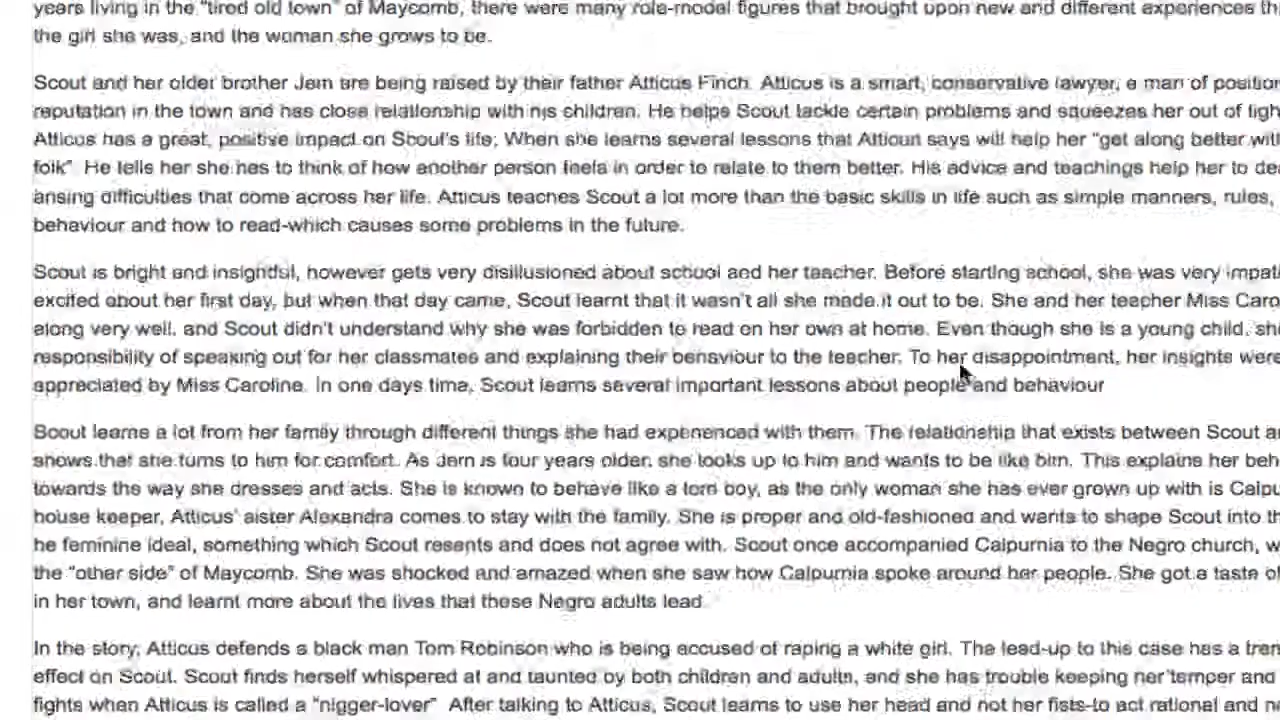 years living in the "tired old town" of Maycomb, there were many role-model figures that brought upon new and different experiences
the girl she was, and the woman she grows to be.
Scout and her older brother Jem are being raised by their father Atticus Finch. Atticus is a smart, conservative lawyer, a man of position
reputation in the town and has close relationship with his children. He helps Scout tackle certain problems and squeezes her out of
Atticus has a great, positive impact on Scout's life; When she learns several lessons that Atticus says will help her "get along better
folk". He tells her she has to think of how another person feels in order to relate to them better. His advice and teachings help her to
arising difficulties that come across her life. Atticus teaches Scout a lot more than the basic skills in life such as simple manners, rules,
behaviour and how to read-which causes some problems in the future.
Scout is bright and insightful, however gets very disillusioned about school and her teacher. Before starting school, she was very
excited about her first day, but when that day came, Scout learnt that it wasn't all she made it out to be. She and her teacher Miss
along very well, and Scout didn't understand why she was forbidden to read on her own at home. Even though she is a young child,
responsibility of speaking out for her classmates and explaining their behaviour to the teacher. To her disappointment, her insights were
appreciated by Miss Caroline. In one days time, Scout learns several important lessons about people and behaviour
Scout learns a lot from her family through different things she had experienced with them. The relationship that exists between Scout
shows that she turns to him for comfort. As Jem is four years older, she looks up to him and wants to be like him. This explains her
towards the way she dresses and acts. She is known to behave like a tom boy, as the only woman she has ever grown up with is
house keeper, Atticus' sister Alexandra comes to stay with the family. She is proper and old-fashioned and wants to shape Scout into
he feminine ideal, something which Scout resents and does not agree with. Scout once accompanied Calpurnia to the Negro church,
the "other side" of Maycomb. She was shocked and amazed when she saw how Calpurnia spoke around her people. She got a taste of
in her town, and learnt more about the lives that these Negro adults lead.
In the story, Atticus defends a black man Tom Robinson who is being accused of raping a white girl. The lead-up to this case has a
effect on Scout. Scout finds herself whispered at and taunted by both children and adults, and she has trouble keeping her temper and
fights when Atticus is called a "nigger-lover" After talking to Atticus, Scout learns to use her head and not her fists-to act rational and